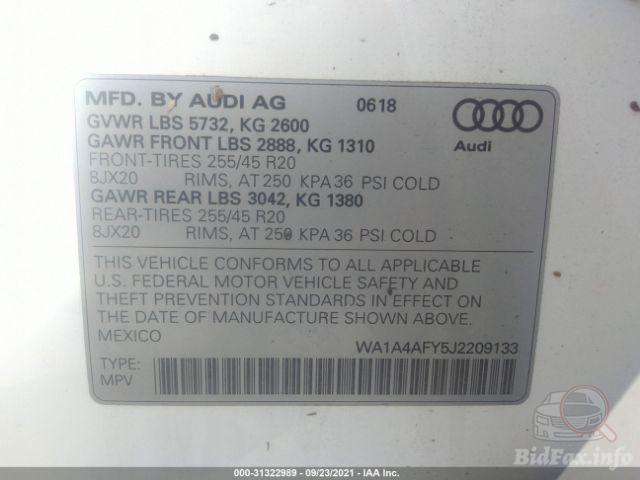 MFD. BY AUDI AG 0618
GVWR LBS 5732, KG 2600
GAWR FRONT LBS 2888, KG 1310
Audi
FRONT-TIRES 255/45 R20
8JX20 RIMS, AT 250 KPA 36 PSI COLD
GAWR REAR LBS 3042, KG 1380
REAR-TIRES 255/45 R20
8JX20 RIMS, AT 250 KPA 36 PSI COLD
THIS VEHICLE CONFORMS TO ALL APPLICABLE
U.S. FEDERAL MOTOR VEHICLE SAFETY AND
THEFT PREVENTION STANDARDS IN EFFECT ON
THE DATE OF MANUFACTURE SHOWN ABOVE.
MEXICO
WA1A4AFY5J2209133
TYPE:
MPV
BidFax.info
000-31322989 - 09/23/2021 - IAA Inc.